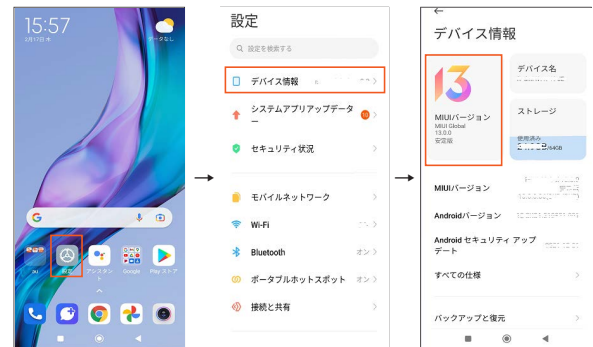 15:57
2月17日 木
データなし
au
設定
アシスタント
Google
Play ストア
設定
設定を検索する
デバイス情報
システムアプリアップデータ
ー
10
セキュリティ状況
モバイルネットワーク
Wi-Fi
Bluetooth
オン
ポータブルホットスポット
オン
接続と共有
デバイス情報
13
MIUIバージョン
MIUI Global
13.0.0
安定版
デバイス名
ストレージ
使用済み
/64GB
MIUIバージョン
Androidバージョン
Android セキュリティ アップ
デート
すべての仕様
バックアップと復元